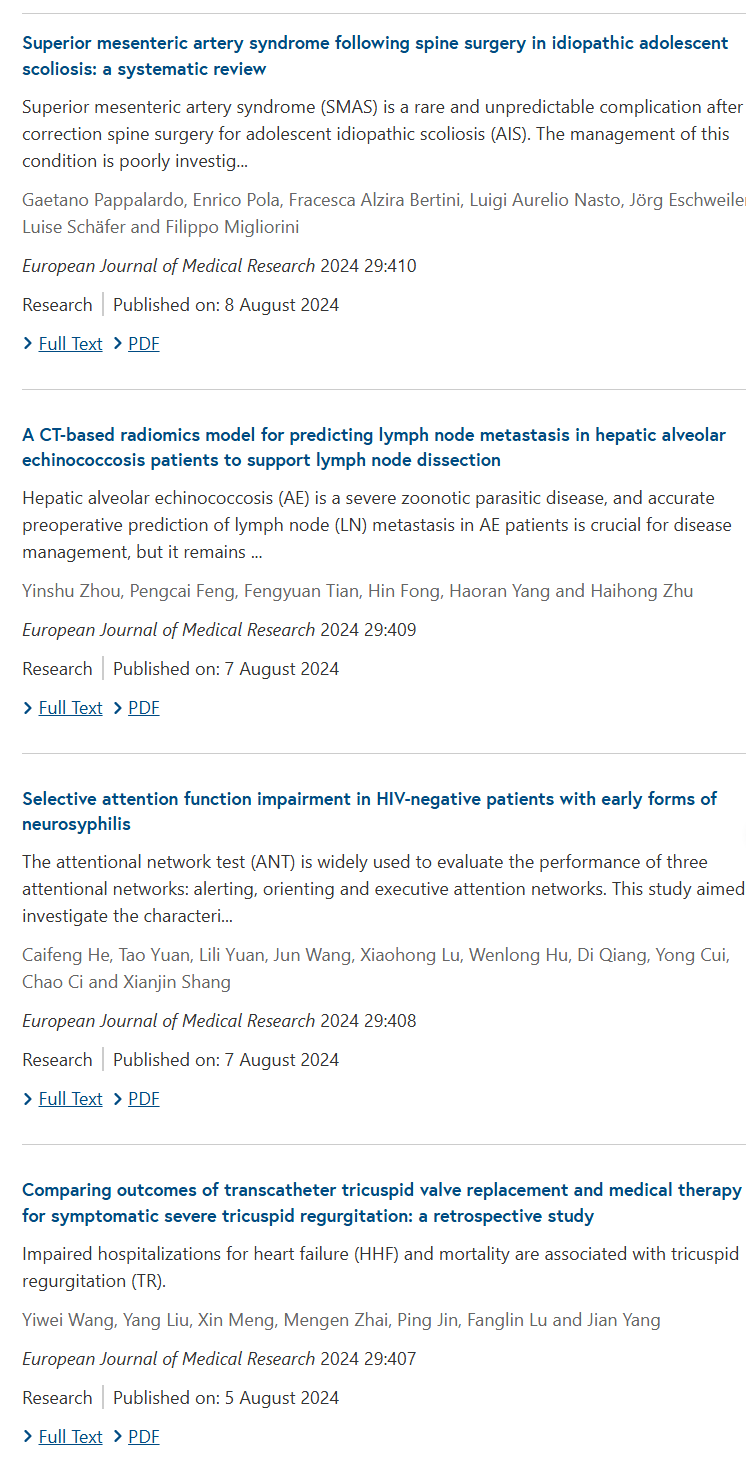 Superior mesenteric artery syndrome following spine surgery in idiopathic adolescent
scoliosis: a systematic review
Superior mesenteric artery syndrome (SMAS) is a rare and unpredictable complication after
correction spine surgery for adolescent idiopathic scoliosis (AIS). The management of this
condition is poorly investig...
Gaetano Pappalardo, Enrico Pola, Fracesca Alzira Bertini, Luigi Aurelio Nasto, Jörg Eschweiler
Luise Schäfer and Filippo Migliorini
European Journal of Medical Research 2024 29:410
Research | Published on: 8 August 2024
Full Text PDF
A CT-based radiomics model for predicting lymph node metastasis in hepatic alveolar
echinococcosis patients to support lymph node dissection
Hepatic alveolar echinococcosis (AE) is a severe zoonotic parasitic disease, and accurate
preoperative prediction of lymph node (LN) metastasis in AE patients is crucial for disease
management, but it remains ...
Yinshu Zhou, Pengcai Feng, Fengyuan Tian, Hin Fong, Haoran Yang and Haihong Zhu
European Journal of Medical Research 2024 29:409
Research | Published on: 7 August 2024
Full Text PDF
Selective attention function impairment in HIV-negative patients with early forms of
neurosyphilis
The attentional network test (ANT) is widely used to evaluate the performance of three
attentional networks: alerting, orienting and executive attention networks. This study aimed
investigate the characteri...
Caifeng He, Tao Yuan, Lili Yuan, Jun Wang, Xiaohong Lu, Wenlong Hu, Di Qiang, Yong Cui,
Chao Ci and Xianjin Shang
European Journal of Medical Research 2024 29:408
Research | Published on: 7 August 2024
Full Text PDF
Comparing outcomes of transcatheter tricuspid valve replacement and medical therapy
for symptomatic severe tricuspid regurgitation: a retrospective study
Impaired hospitalizations for heart failure (HHF) and mortality are associated with tricuspid
regurgitation (TR).
Yiwei Wang, Yang Liu, Xin Meng, Mengen Zhai, Ping Jin, Fanglin Lu and Jian Yang
European Journal of Medical Research 2024 29:407
Research | Published on: 5 August 2024
Full Text PDF